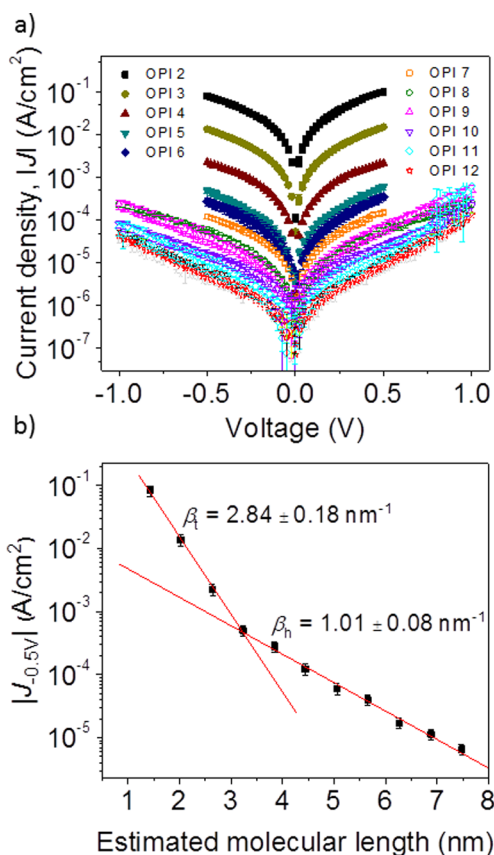 a)
OPI 2
OPI 3
OPI 4
OPI 5
OPI 6
OPI 7
OPI 8
OPI 9
OPI 10
OPI 11
OPI 12
Current density, |J| (A/cm²)
10⁻¹
10⁻²
10⁻³
10⁻⁴
10⁻⁵
10⁻⁶
10⁻⁷
-1.0 -0.5 0.0 0.5 1.0
Voltage (V)
b)
|J₋₀.₅ᵥ| (A/cm²)
10⁻¹
10⁻²
10⁻³
10⁻⁴
10⁻⁵
βₜ = 2.84 ± 0.18 nm⁻¹
βₕ = 1.01 ± 0.08 nm⁻¹
1 2 3 4 5 6 7 8
Estimated molecular length (nm)